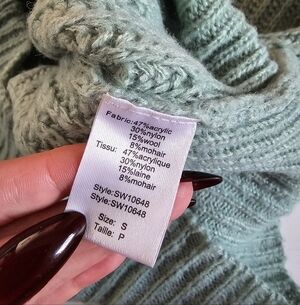 Fabric:47%acrylic
30%nylon
15%wool
8%mohair
Tissu: 47%acrylique
30%nylon
15%laine
8%mohair
Style:SW10648
Style:SW10648
Size: S
Taille: P